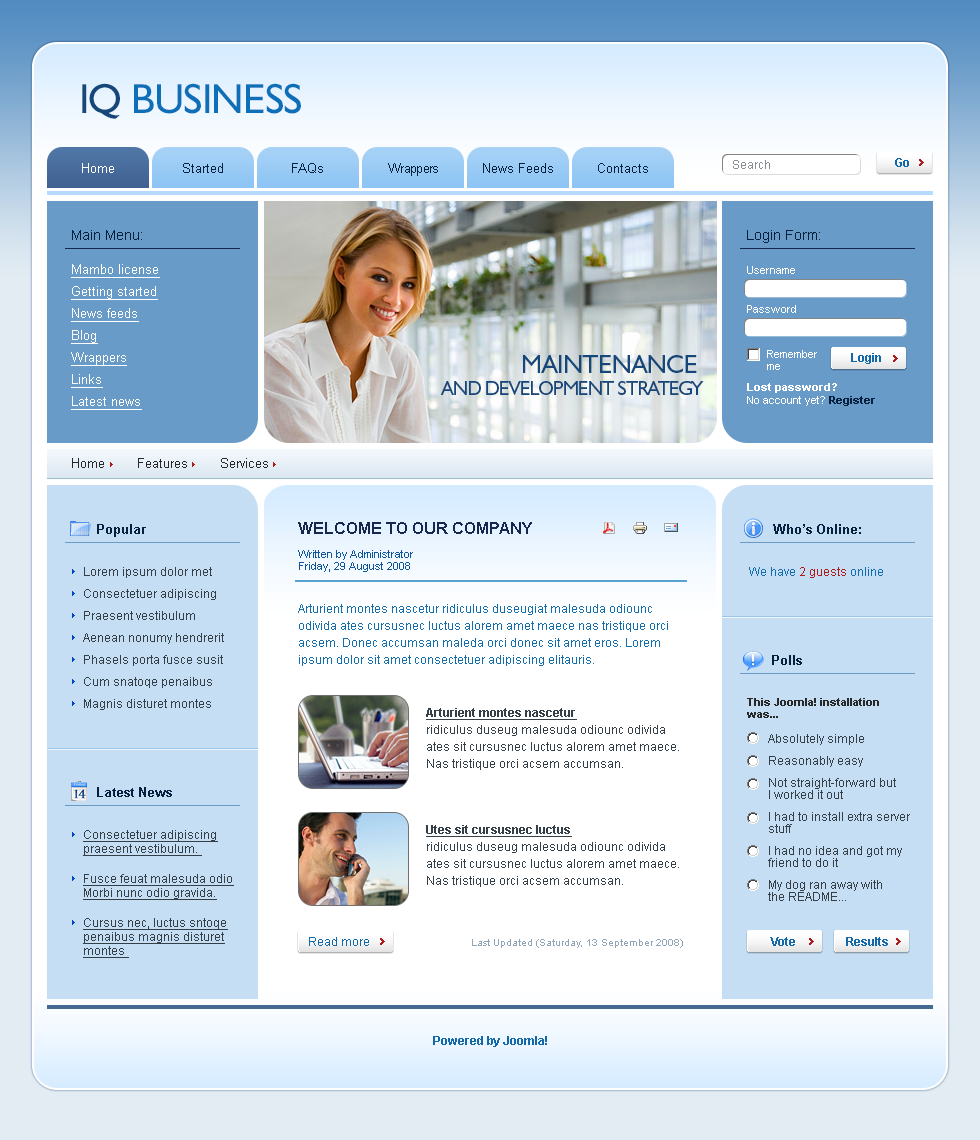 IQ BUSINESS
Home
Started
FAQs
Wrappers
News Feeds
Contacts
Search
Go
Main Menu:
Mambo license
Getting started
News feeds
Blog
Wrappers
Links
Latest news
MAINTENANCE
AND DEVELOPMENT STRATEGY
Login Form:
Username
Password
Remember
me
Login
Lost password?
No account yet? Register
Home
Features
Services
Popular
Lorem ipsum dolor met
Consectetuer adipiscing
Praesent vestibulum
Aenean nonumy hendrerit
Phasels porta fusce susit
Cum snatoqe penaibus
Magnis disturet montes
14
Latest News
Consectetuer adipiscing
praesent vestibulum.
Fusce feuat malesuda odio
Morbi nunc odio gravida.
Cursus nec, luctus sntoqe
penaibus magnis disturet
montes
WELCOME TO OUR COMPANY
Written by Administrator
Friday, 29 August 2008
Arturient montes nascetur ridiculus duseugiat malesuda odiounc
odivida ates cursusnec luctus alorem amet maece nas tristique orci
acsem. Donec accumsan maleda orci donec sit amet eros. Lorem
ipsum dolor sit amet consectetuer adipiscing elitauris.
Arturient montes nascetur
ridiculus duseug malesuda odiounc odivida
ates sit cursusnec luctus alorem amet maece.
Nas tristique orci acsem accumsan.
Utes sit cursusnec luctus
ridiculus duseug malesuda odiounc odivida
ates sit cursusnec luctus alorem amet maece.
Nas tristique orci acsem accumsan.
Read more
Last Updated (Saturday, 13 September 2008)
Who's Online:
We have 2 guests online
Polls
This Joomla! installation
was...
Absolutely simple
Reasonably easy
Not straight-forward but
I worked it out
I had to install extra server
stuff
I had no idea and got my
friend to do it
My dog ran away with
the README...
Vote
Results
Powered by Joomla!